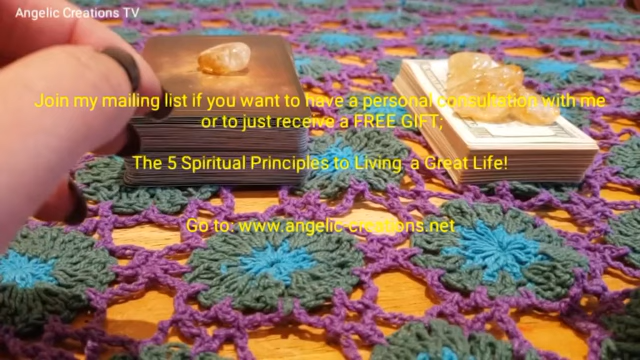 Angelic Creations TV
Join my mailing list if you want to have a personal consultation with me
or to just receive a FREE GIFT;
The 5 Spiritual Principles to Living  a Great Life!
Go to: www.angelic-creations.net